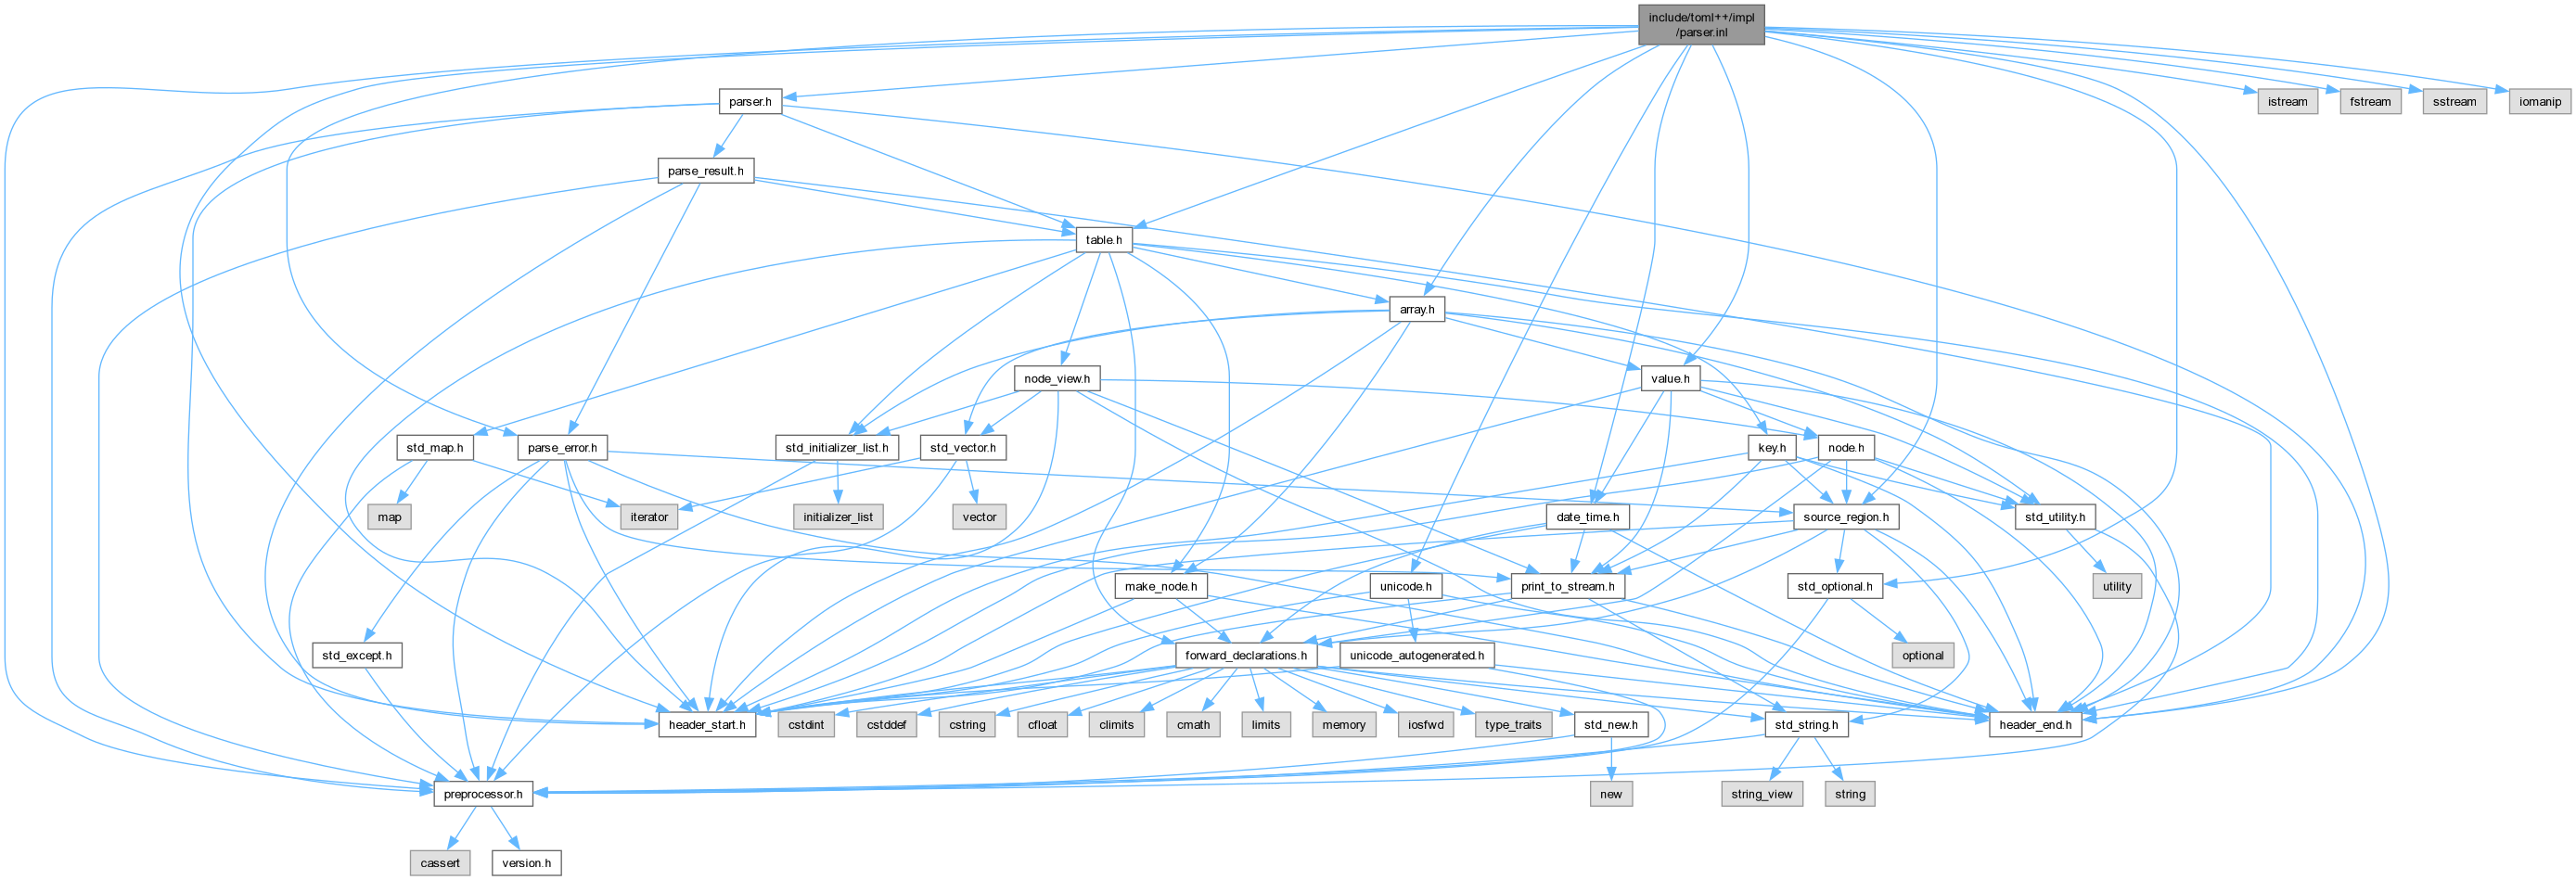 include/toml++/impl
/parser.inl
parser.h
istream
fstream
sstream
iomanip
parse_result.h
table.h
array.h
node_view.h
value.h
std_map.h
parse_error.h
std_initializer_list.h
std_vector.h
key.h
node.h
map
iterator
initializer_list
vector
date_time.h
source_region.h
std_utility.h
make_node.h
unicode.h
print_to_stream.h
std_optional.h
utility
std_except.h
forward_declarations.h
unicode_autogenerated.h
optional
header_start.h
cstdint
cstddef
cstring
cfloat
climits
cmath
limits
memory
iosfwd
type_traits
std_new.h
std_string.h
header_end.h
preprocessor.h
new
string_view
string
cassert
version.h